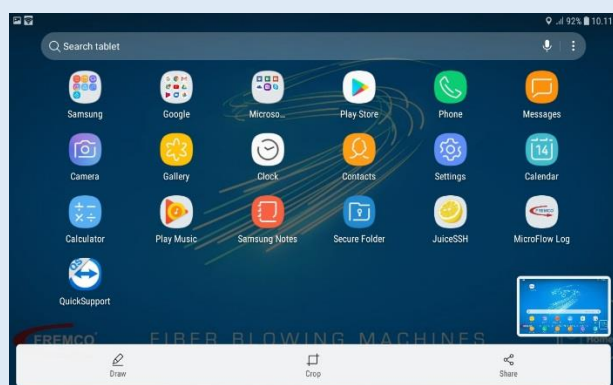 92% 10.11
Search tablet
Samsung Google Microso... Play Store Phone Messages
Camera Gallery Clock Contacts Settings Calendar
14
Calculator Play Music Samsung Notes Secure Folder JuiceSSH MicroFlow Log
QuickSupport
FREMCO FIBER BLOWING MACHINES
Draw Crop Share